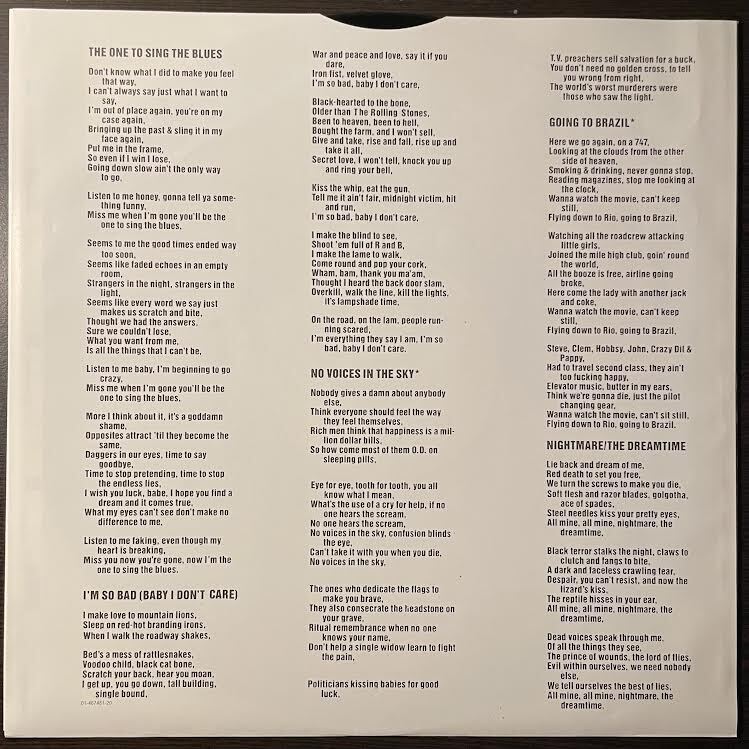 THE ONE TO SING THE BLUES
Don't know what I did to make you feel
that way,
I can't always say just what I want to
say,
I'm out of place again, you're on my
case again,
Bringing up the past & sling it in my
face again,
Put me in the frame,
So even if I win I lose,
Going down slow ain't the only way
to go.
Listen to me honey, gonna tell ya some-
thing funny,
Miss me when I'm gone you'll be the
one to sing the blues.
Seems to me the good times ended way
too soon,
Seems like faded echoes in an empty
room,
Strangers in the night, strangers in the
light,
Seems like every word we say just
makes us scratch and bite,
Thought we had the answers,
Sure we couldn't lose,
What you want from me,
Is all the things that I can't be,
Listen to me baby, I'm beginning to go
crazy,
Miss me when I'm gone you'll be the
one to sing the blues.
More I think about it, it's a goddamn
shame,
Opposites attract 'til they become the
same,
Daggers in our eyes, time to say
goodbye,
Time to stop pretending, time to stop
the endless lies,
I wish you luck, babe, I hope you find a
dream and it comes true,
What my eyes can't see don't make no
difference to me,
Listen to me faking, even though my
heart is breaking,
Miss you now you're gone, now I'm the
one to sing the blues.
I'M SO BAD (BABY I DON'T CARE)
I make love to mountain lions,
Sleep on red-hot branding irons,
When I walk the roadway shakes,
Bed's a mess of rattlesnakes,
Voodoo child, black cat bone,
Scratch your back, hear you moan,
I get up, you go down, tall building,
single bound,
01-467481-20
War and peace and love, say it if you
dare,
Iron fist, velvet glove,
I'm so bad, baby I don't care,
Black-hearted to the bone,
Older than The Rolling Stones,
Been to heaven, been to hell,
Bought the farm, and I won't sell,
Give and take, rise and fall, rise up and
take it all,
Secret love, I won't tell, knock you up
and ring your bell,
Kiss the whip, eat the gun,
Tell me it ain't fair, midnight victim, hit
and run,
I'm so bad, baby I don't care,
I make the blind to see,
Shoot 'em full of R and B,
I make the lame to walk,
Come round and pop your cork,
Wham, bam, thank you ma'am,
Thought I heard the back door slam,
Overkill, walk the line, kill the lights,
it's lampshade time,
On the road, on the lam, people run-
ning scared,
I'm everything they say I am, I'm so
bad, baby I don't care.
NO VOICES IN THE SKY*
Nobody gives a damn about anybody
else,
Think everyone should feel the way
they feel themselves,
Rich men think that happiness is a mil-
lion dollar bills,
So how come most of them O.D. on
sleeping pills,
Eye for eye, tooth for tooth, you all
know what I mean,
What's the use of a cry for help, if no
one hears the scream,
No one hears the scream,
No voices in the sky, confusion blinds
the eye,
Can't take it with you when you die,
No voices in the sky,
The ones who dedicate the flags to
make you brave,
They also consecrate the headstone on
your grave,
Ritual remembrance when no one
knows your name,
Don't help a single widow learn to fight
the pain,
Politicians kissing babies for good
luck,
T.V. preachers sell salvation for a buck,
You don't need no golden cross, to tell
you wrong from right,
The world's worst murderers were
those who saw the light.
GOING TO BRAZIL*
Here we go again, on a 747,
Looking at the clouds from the other
side of heaven,
Smoking & drinking, never gonna stop,
Reading magazines, stop me looking at
the clock,
Wanna watch the movie, can't keep
still,
Flying down to Rio, going to Brazil,
Watching all the roadcrew attacking
little girls,
Joined the mile high club, goin' round
the world,
All the booze is free, airline going
broke,
Here come the lady with another jack
and coke,
Wanna watch the movie, can't keep
still,
Flying down to Rio, going to Brazil,
Steve, Clem, Hobbsy, John, Crazy Dil &
Pappy,
Had to travel second class, they ain't
too fucking happy,
Elevator music, butter in my ears,
Think we're gonna die, just the pilot
changing gear,
Wanna watch the movie, can't sit still,
Flying down to Rio, going to Brazil.
NIGHTMARE/THE DREAMTIME
Lie back and dream of me,
Red death to set you free,
We turn the screws to make you die,
Soft flesh and razor blades, golgotha,
ace of spades,
Steel needles kiss your pretty eyes,
All mine, all mine, nightmare, the
dreamtime,
Black terror stalks the night, claws to
clutch and fangs to bite,
A dark and faceless crawling fear,
Despair, you can't resist, and now the
lizard's kiss,
The reptile hisses in your ear,
All mine, all mine, nightmare, the
dreamtime,
Dead voices speak through me,
Of all the things they see,
The prince of wounds, the lord of flies,
Evil within ourselves, we need nobody
else,
We tell ourselves the best of lies,
All mine, all mine, nightmare, the
dreamtime.